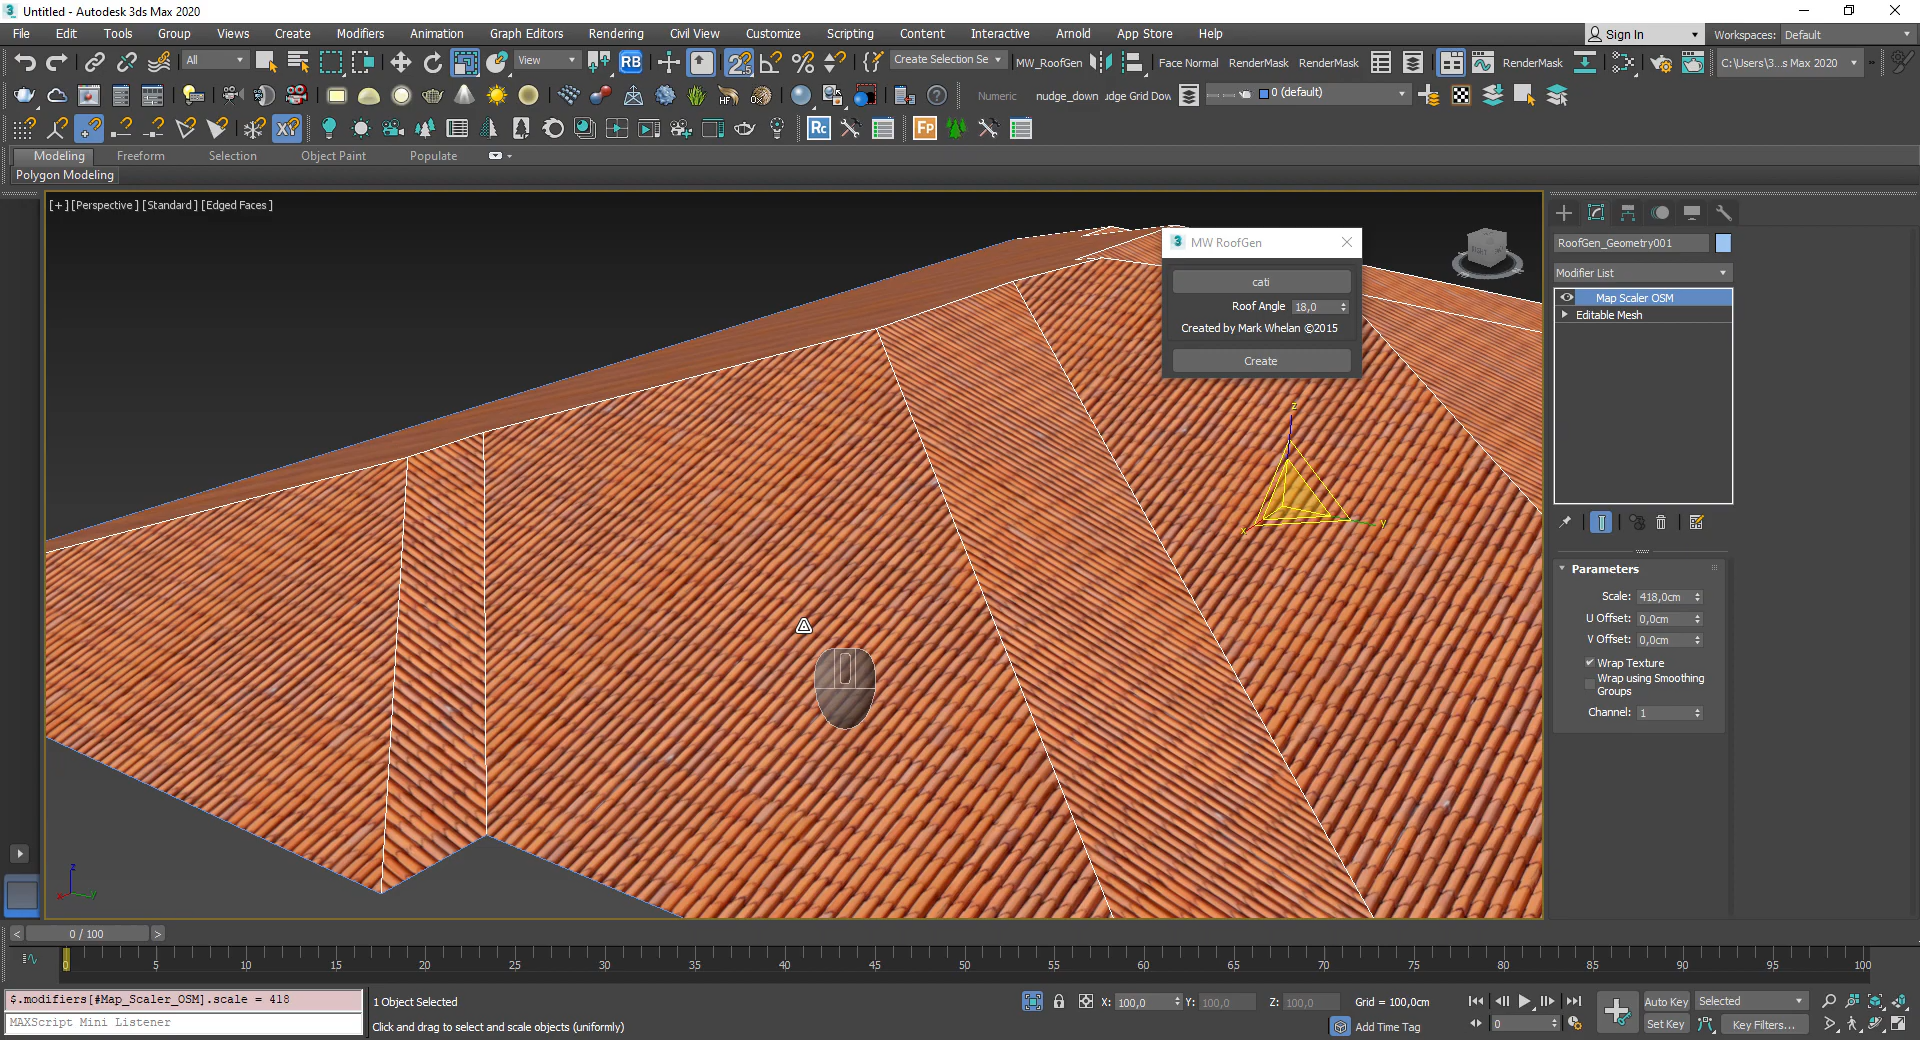 Untitled - Autodesk 3ds Max 2020
File Edit Tools Group Views Create Modifiers Animation Graph Editors Rendering Civil View Customize Scripting Content Interactive Arnold App Store Help Sign In Workspaces: Default
All View RB Create Selection Se MW_RoofGen Face Normal RenderMask RenderMask RenderMask C:\Users\3...s Max 2020
Numeric nudge_down ıdge Grid Dow 0 (default)
XY Rc Fp
Modeling Freeform Selection Object Paint Populate
Polygon Modeling
[+] [Perspective] [Standard] [Edged Faces]
MW RoofGen
cati
Roof Angle 18,0
Created by Mark Whelan ©2015
Create
z
x
y
RoofGen_Geometry001
Modifier List
Map Scaler OSM
Editable Mesh
Parameters
Scale: 418,0cm
U Offset: 0,0cm
V Offset: 0,0cm
Wrap Texture
Wrap using Smoothing
Groups
Channel: 1
z
x y
< 0 / 100 >
0 5 10 15 20 25 30 35 40 45 50 55 60 65 70 75 80 85 90 95 100
$.modifiers[#Map_Scaler_OSM].scale = 418
MAXScript Mini Listener
1 Object Selected
Click and drag to select and scale objects (uniformly)
X: 100,0 Y: 100,0 Z: 100,0 Grid = 100,0cm
Add Time Tag
0
Auto Key Selected
Set Key Key Filters...